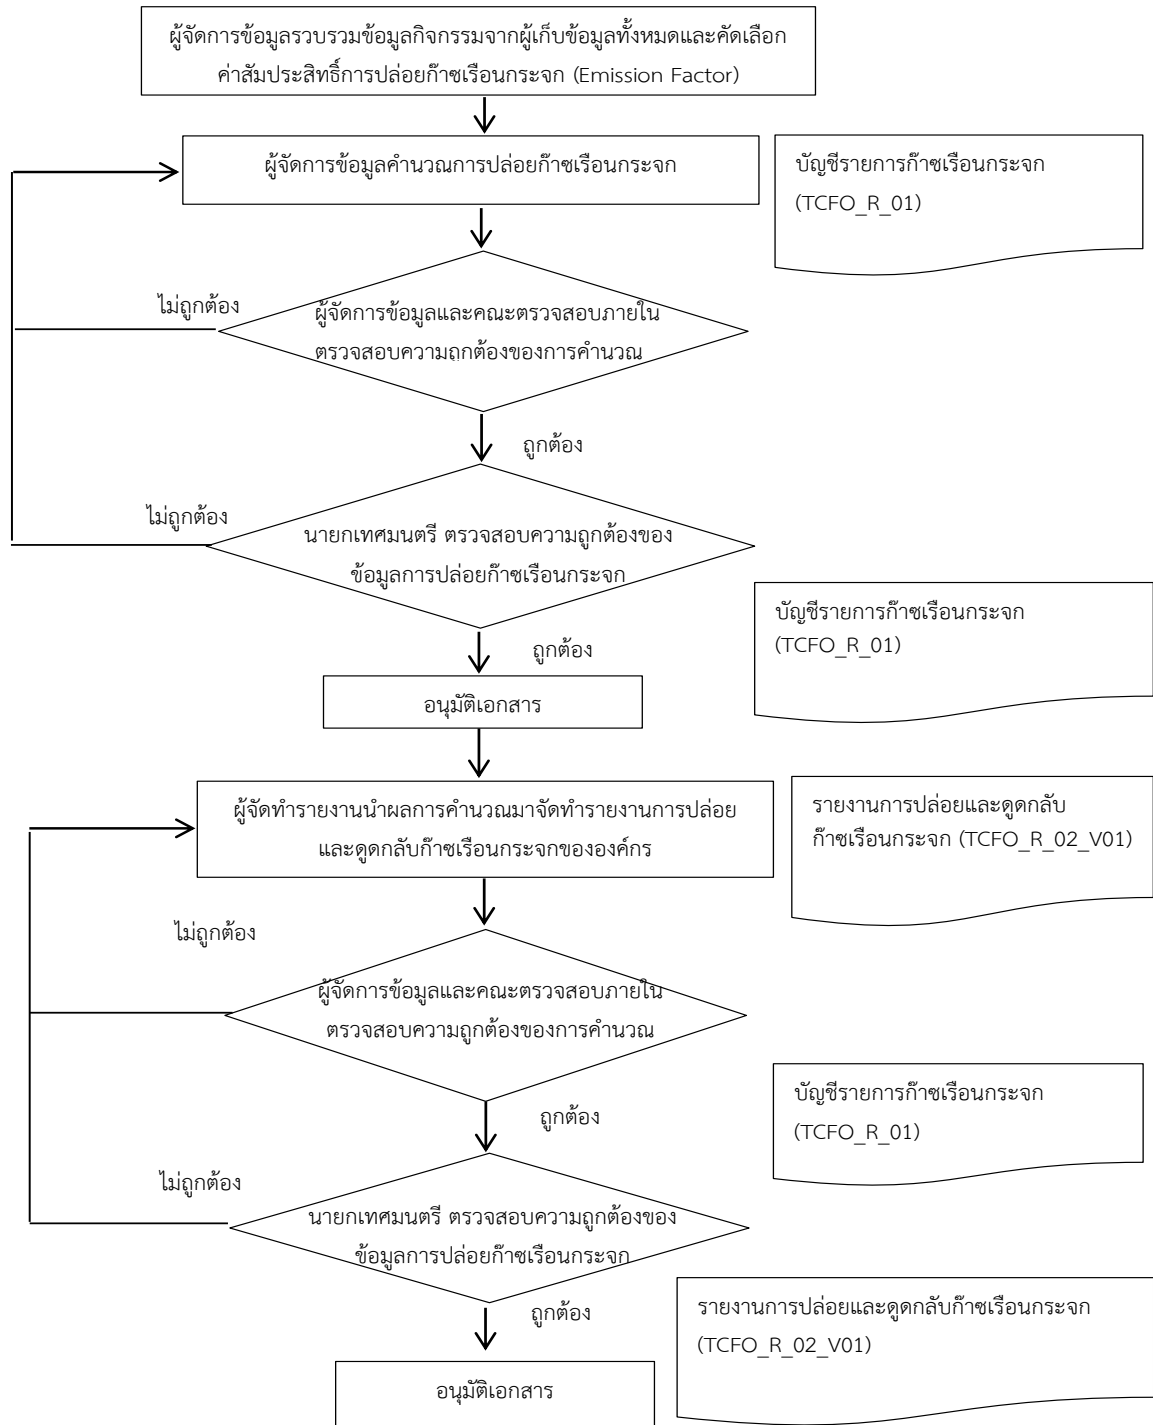 ผู้จัดการข้อมูลรวบรวมข้อมูลกิจกรรมจากผู้เก็บข้อมูลทั้งหมดและคัดเลือก
ค่าสัมประสิทธิ์การปล่อยก๊าซเรือนกระจก (Emission Factor)
ผู้จัดการข้อมูลคำนวณการปล่อยก๊าซเรือนกระจก
บัญชีรายการก๊าซเรือนกระจก
(TCFO_R_01)
ไม่ถูกต้อง
ผู้จัดการข้อมูลและคณะตรวจสอบภายใน
ตรวจสอบความถูกต้องของการคำนวณ
ถูกต้อง
ไม่ถูกต้อง
นายกเทศมนตรี ตรวจสอบความถูกต้องของ
ข้อมูลการปล่อยก๊าซเรือนกระจก
บัญชีรายการก๊าซเรือนกระจก
(TCFO_R_01)
ถูกต้อง
อนุมัติเอกสาร
ผู้จัดทำรายงานนำผลการคำนวณมาจัดทำรายงานการปล่อย
และดูดกลับก๊าซเรือนกระจกขององค์กร
รายงานการปล่อยและดูดกลับ
ก๊าซเรือนกระจก (TCFO_R_02_V01)
ไม่ถูกต้อง
ผู้จัดการข้อมูลและคณะตรวจสอบภายใน
ตรวจสอบความถูกต้องของการคำนวณ
บัญชีรายการก๊าซเรือนกระจก
(TCFO_R_01)
ถูกต้อง
ไม่ถูกต้อง
นายกเทศมนตรี ตรวจสอบความถูกต้องของ
ข้อมูลการปล่อยก๊าซเรือนกระจก
รายงานการปล่อยและดูดกลับก๊าซเรือนกระจก
(TCFO_R_02_V01)
ถูกต้อง
อนุมัติเอกสาร